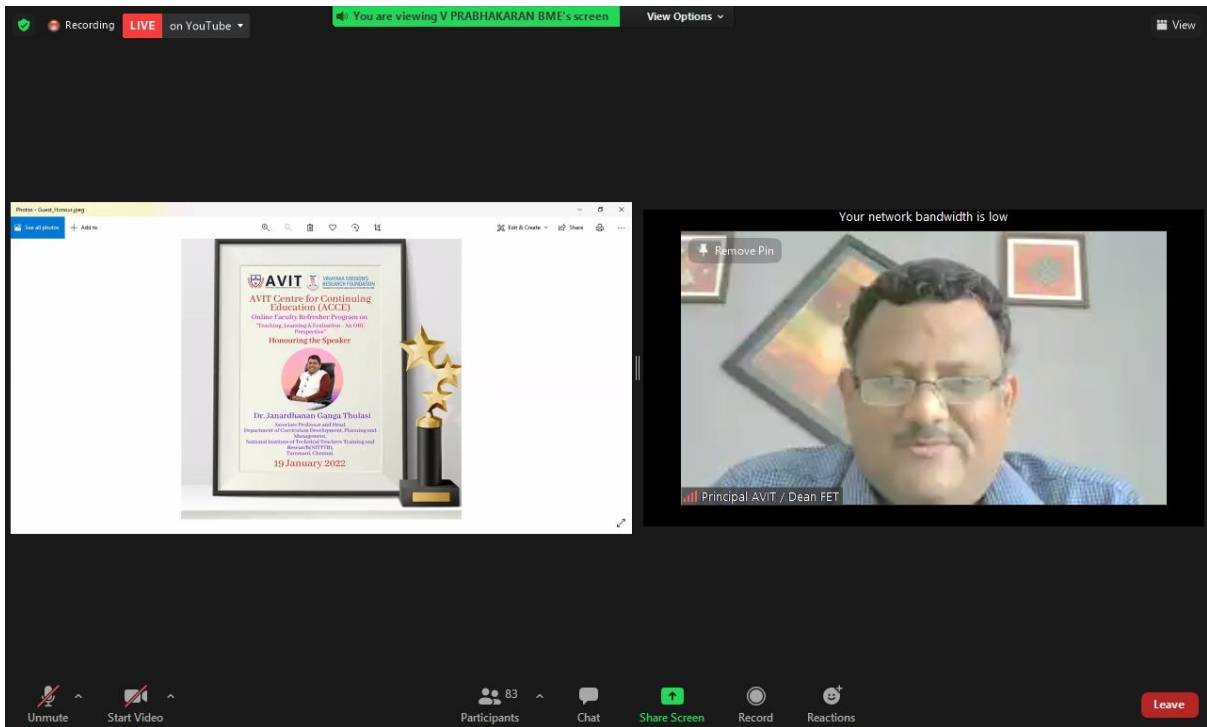 Recording LIVE on YouTube
You are viewing V PRABHAKARAN BME's screen View Options
View
Photos - Guest_Honour.jpeg
See all photos Add to
Edit & Create Share
AVIT VINAYAKA MISSION'S
RESEARCH FOUNDATION
AVIT Centre for Continuing
Education (ACCE)
Online Faculty Refresher Program on
"Teaching, Learning & Evaluation - An OBE
Perspective"
Honouring the Speaker
Dr. Janardhanan Ganga Thulasi
Associate Professor and Head
Department of Curriculum Development, Planning and
Management,
National Institute of Technical Teachers Training and
Research(NITTTR),
Taramani, Chennai
19 January 2022
Your network bandwidth is low
Remove Pin
Principal AVIT / Dean FET
Unmute
Start Video
83
Participants
Chat
Share Screen
Record
Reactions
Leave